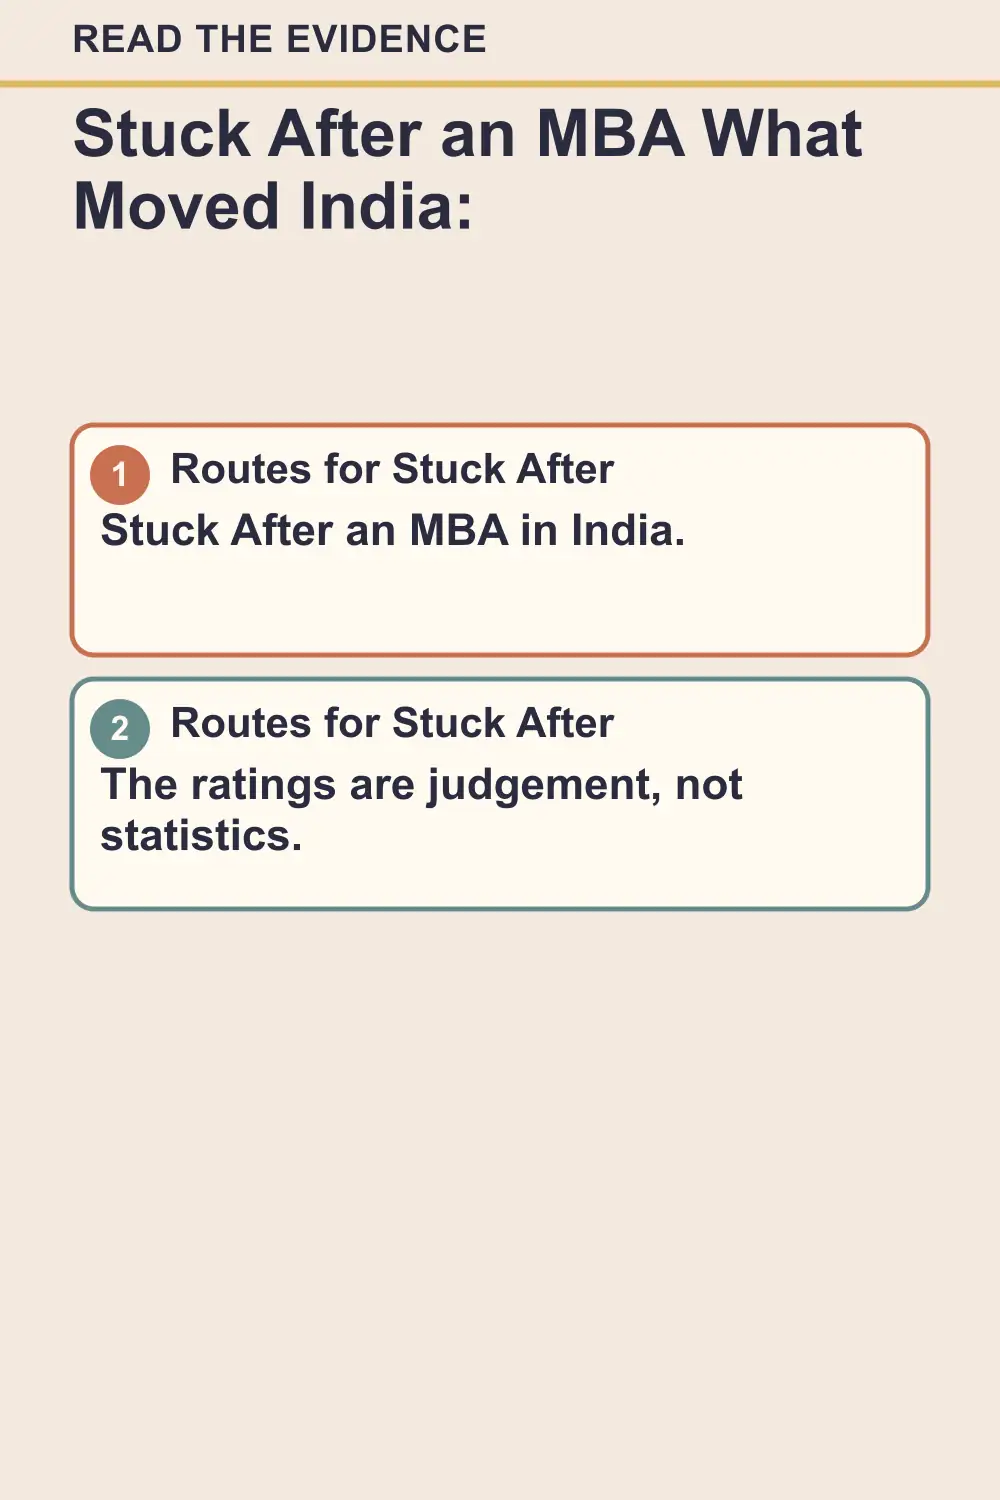 READ THE EVIDENCE
Stuck After an MBA What
Moved India:
1 Routes for Stuck After
Stuck After an MBA in India.
2 Routes for Stuck After
The ratings are judgement, not
statistics.